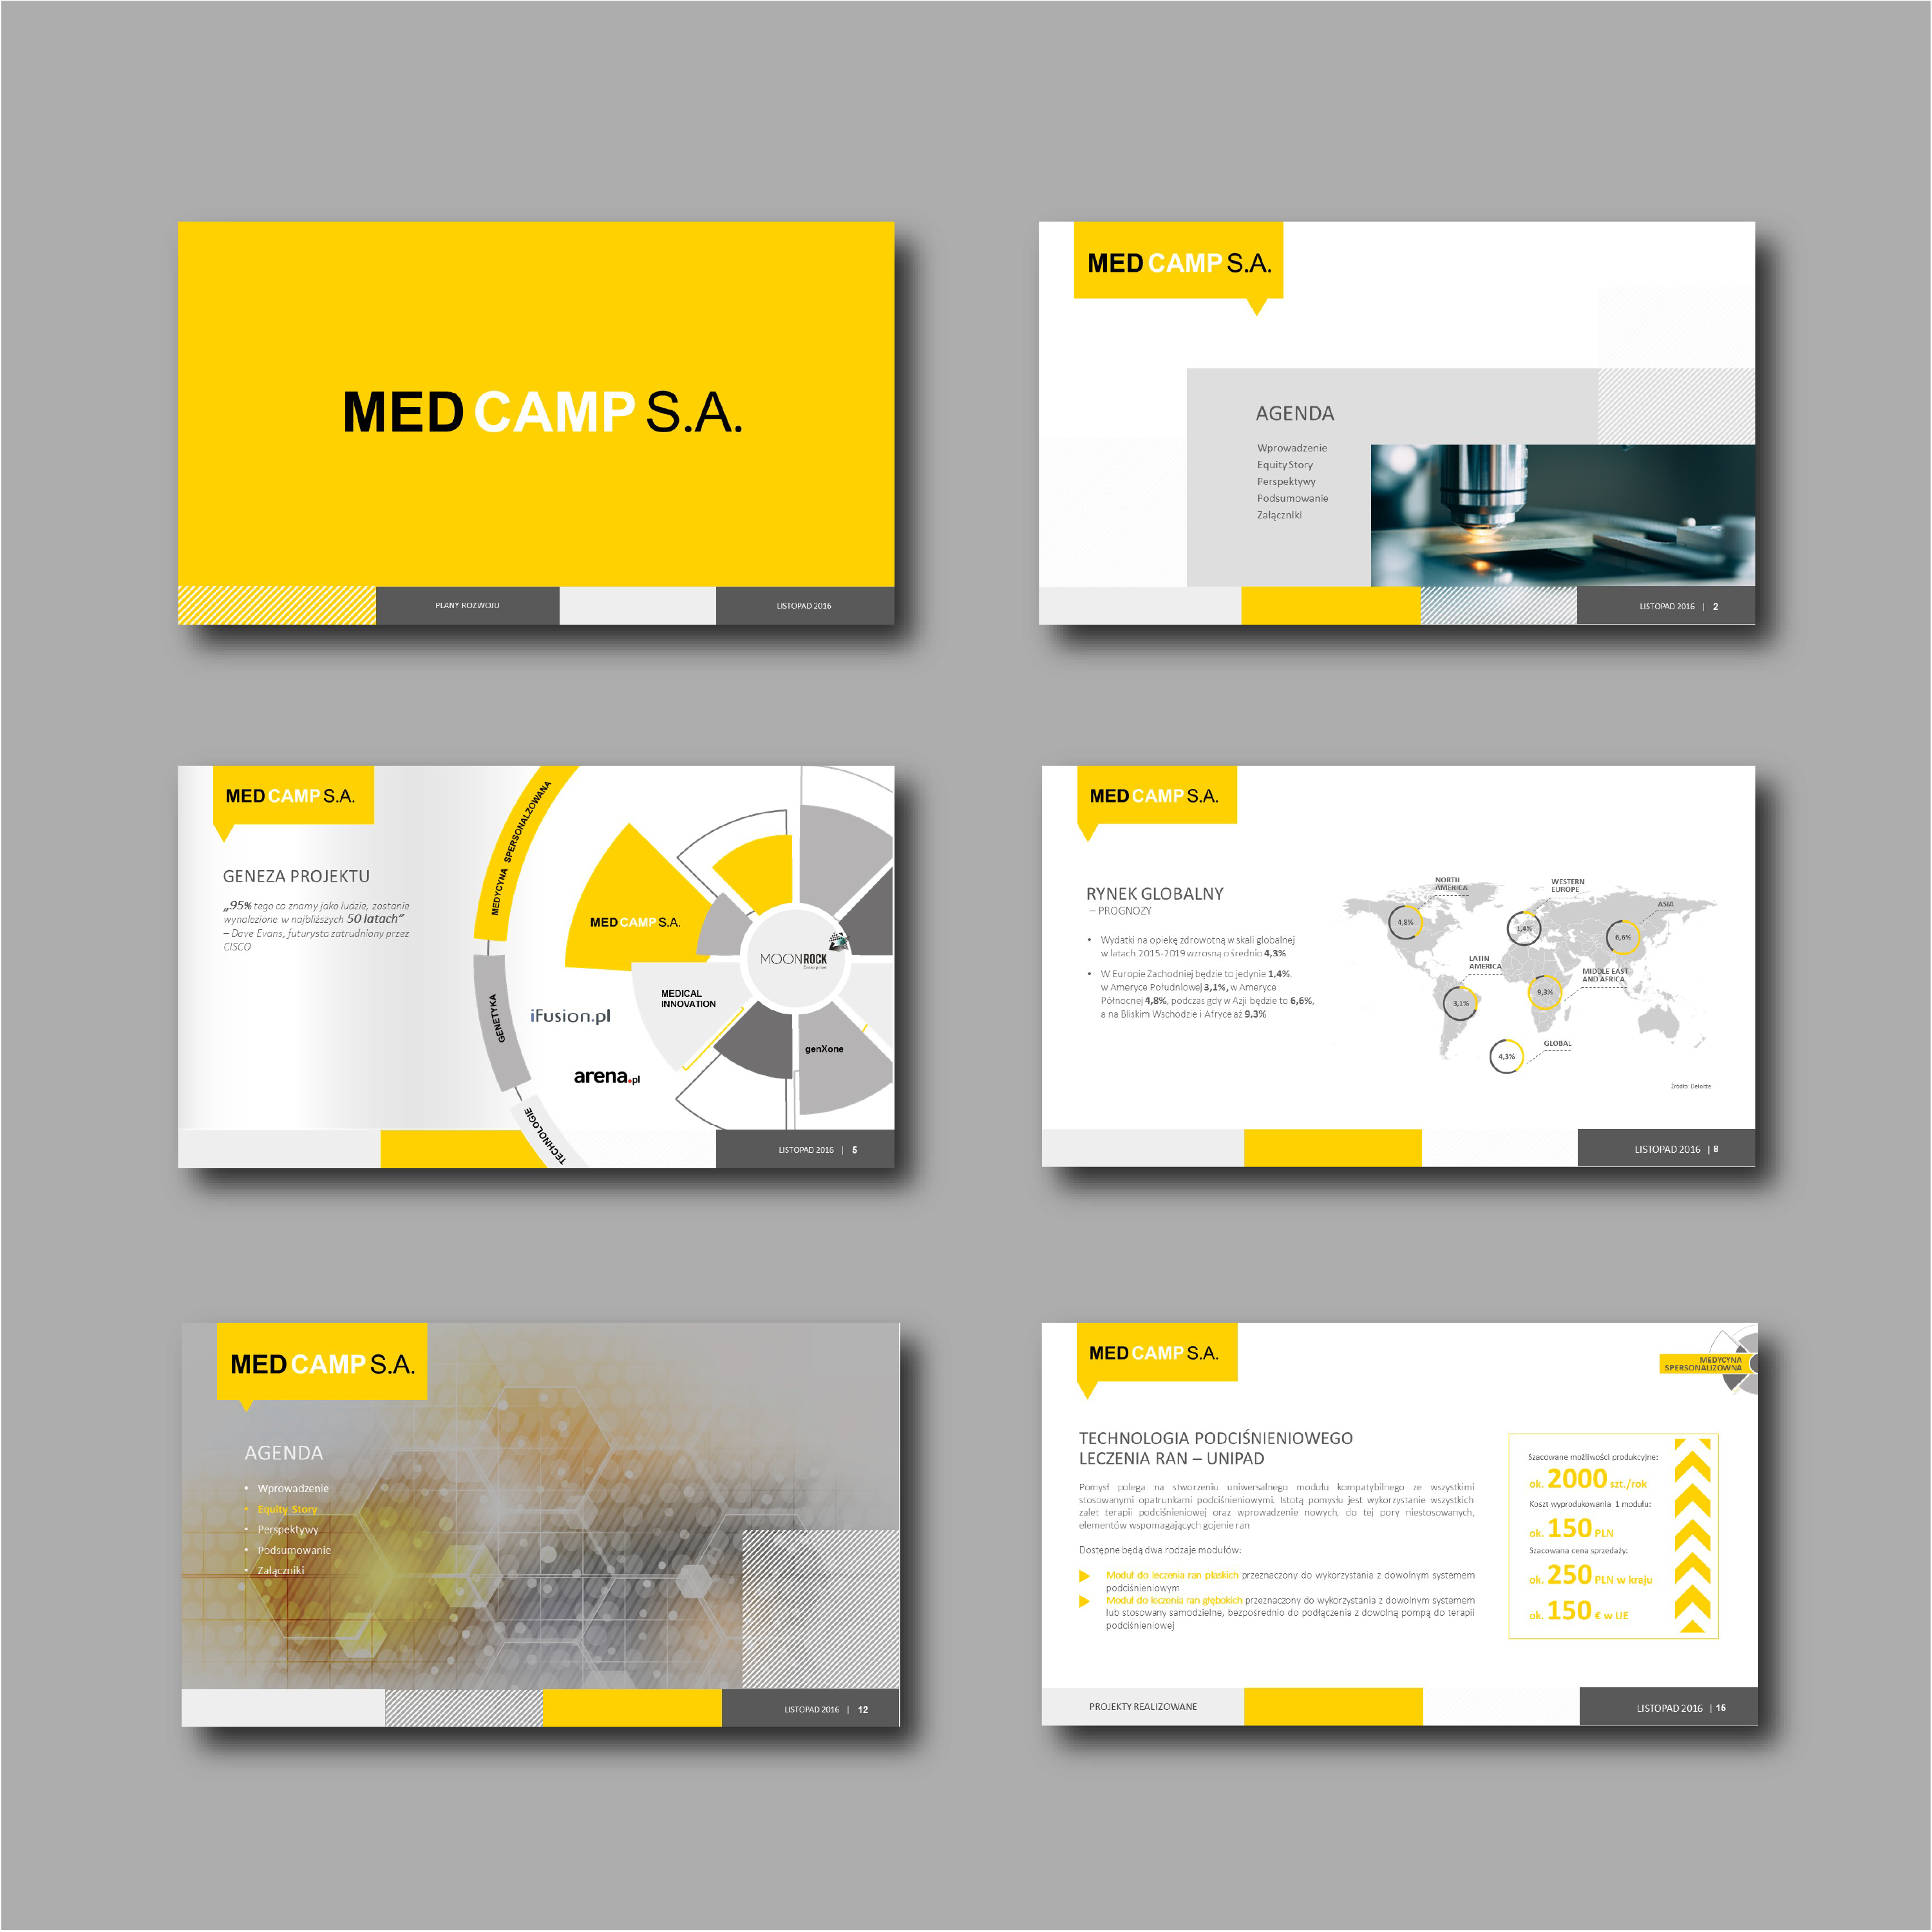 MED CAMP S.A.
PLANY ROZWOJU
LISTOPAD 2016
MED CAMP S.A.
AGENDA
Wprowadzenie
Equity Story
Perspektywy
Podsumowanie
Załączniki
LISTOPAD 2016 | 2
MED CAMP S.A.
GENEZA PROJEKTU
„95% tego co znamy jako ludzie, zostanie
wynalezione w najbliższych 50 latach”
– Dave Evans, futurysta zatrudniony przez
CISCO
MEDYCYNA SPERSONALZOWANA
GENETYKA
TECHNOLOGIE
MED CAMP S.A.
MEDICAL
INNOVATION
iFusion.pl
arena.pl
MOONROCK
Enterprise
genXone
LISTOPAD 2016 | 5
MED CAMP S.A.
RYNEK GLOBALNY
– PROGNOZY
• Wydatki na opiekę zdrowotną w skali globalnej
w latach 2015-2019 wzrosną o średnio 4,3%
• W Europie Zachodniej będzie to jedynie 1,4%,
w Ameryce Południowej 3,1%, w Ameryce
Północnej 4,8%, podczas gdy w Azji będzie to 6,6%,
a na Bliskim Wschodzie i Afryce aż 9,3%
NORTH
AMERICA
4,8%
WESTERN
EUROPE
1,4%
ASIA
6,6%
LATIN
AMERICA
3,1%
MIDDLE EAST
AND AFRICA
9,3%
GLOBAL
4,3%
Źródło: Deloitte
LISTOPAD 2016 | 8
MED CAMP S.A.
AGENDA
• Wprowadzenie
• Equity Story
• Perspektywy
• Podsumowanie
• Załączniki
LISTOPAD 2016 | 12
MED CAMP S.A.
MEDYCYNA
SPERSONALIZOWNA
TECHNOLOGIA PODCIŚNIENIOWEGO
LECZENIA RAN – UNIPAD
Pomysł polega na stworzeniu uniwersalnego modułu kompatybilnego ze wszystkimi
stosowanymi opatrunkami podciśnieniowymi. Istotą pomysłu jest wykorzystanie wszystkich
zalet terapii podciśnieniowej oraz wprowadzenie nowych, do tej pory niestosowanych,
elementów wspomagających gojenie ran
Dostępne będą dwa rodzaje modułów:
Moduł do leczenia ran płaskich przeznaczony do wykorzystania z dowolnym systemem
podciśnieniowym
Moduł do leczenia ran głębokich przeznaczony do wykorzystania z dowolnym systemem
lub stosowany samodzielne, bezpośrednio do podłączenia z dowolną pompą do terapii
podciśnieniowej
Szacowane możliwości produkcyjne:
ok. 2000 szt./rok
Koszt wyprodukowania 1 modułu:
ok. 150 PLN
Szacowana cena sprzedaży:
ok. 250 PLN w kraju
ok. 150 € w UE
PROJEKTY REALIZOWANE
LISTOPAD 2016 | 15